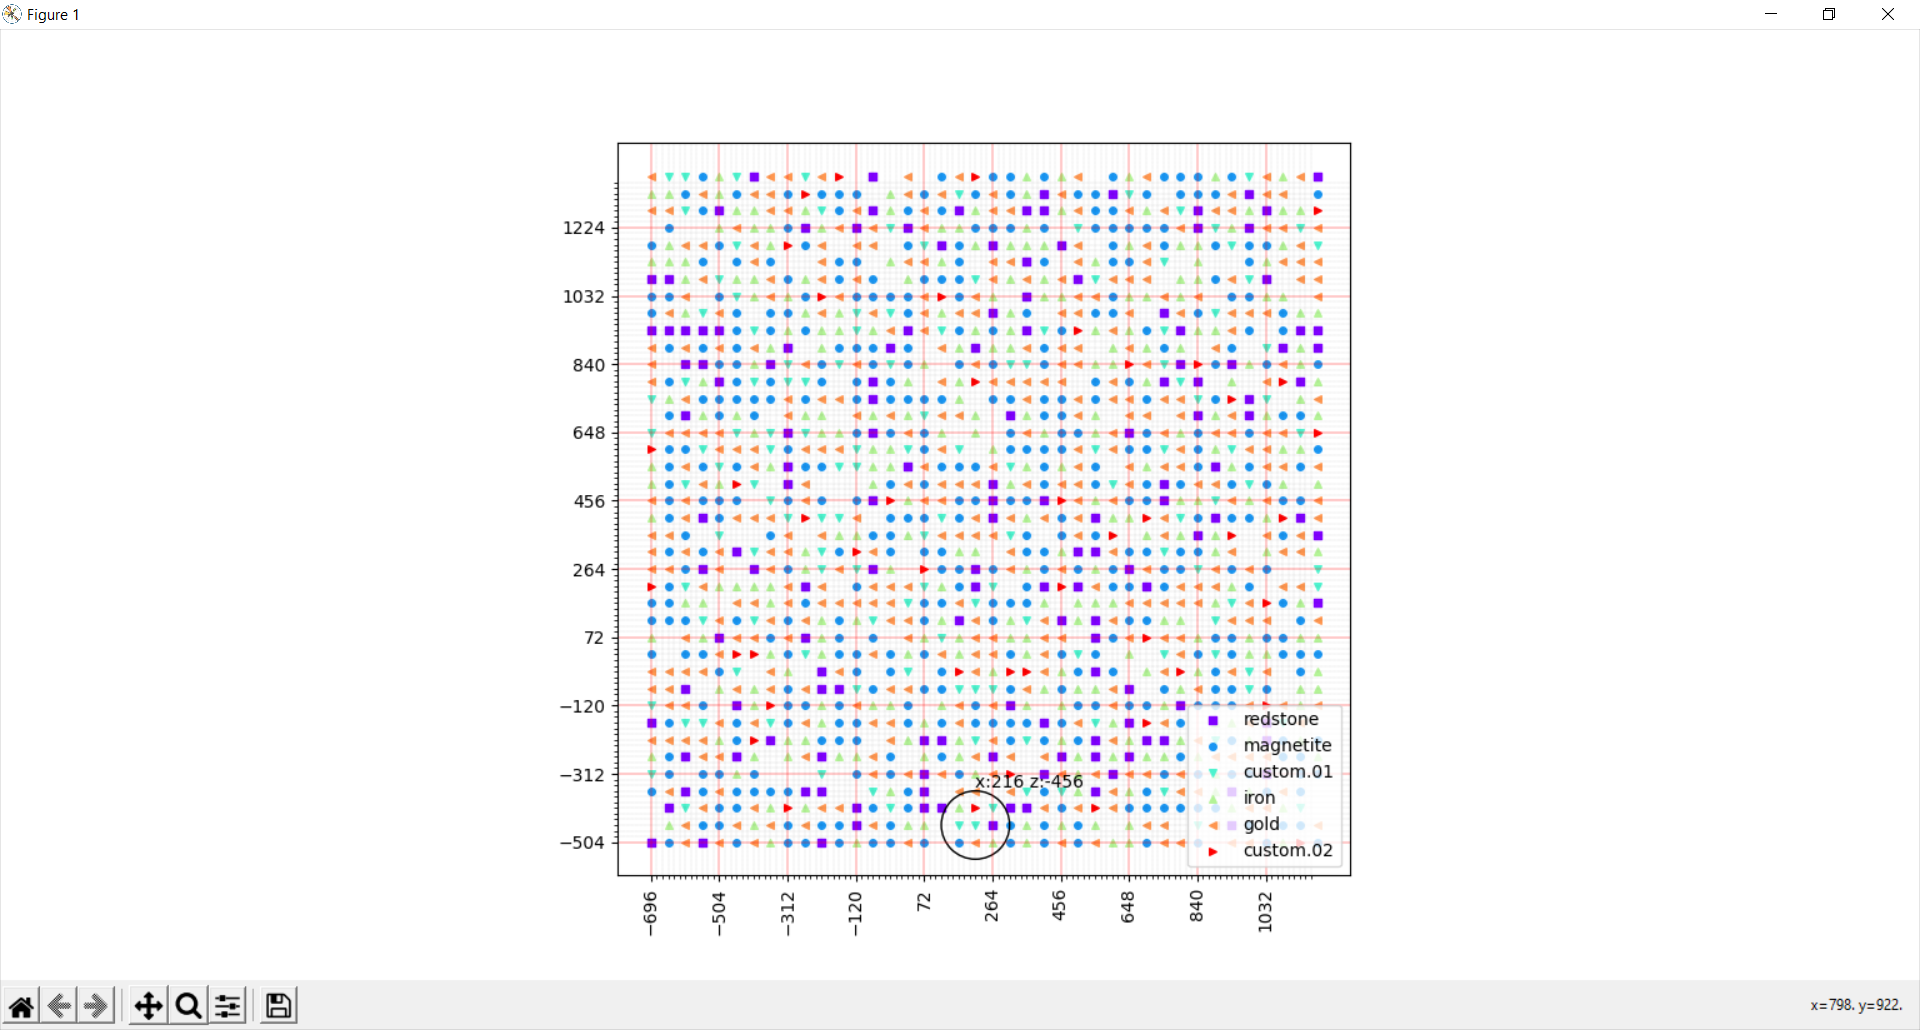 Figure 1
1224
1032
840
648
456
264
72
−120
−312
−504
x:216 z:-456
redstone
magnetite
custom.01
iron
gold
custom.02
−696
−504
−312
−120
72
264
456
648
840
1032
x=798. y=922.